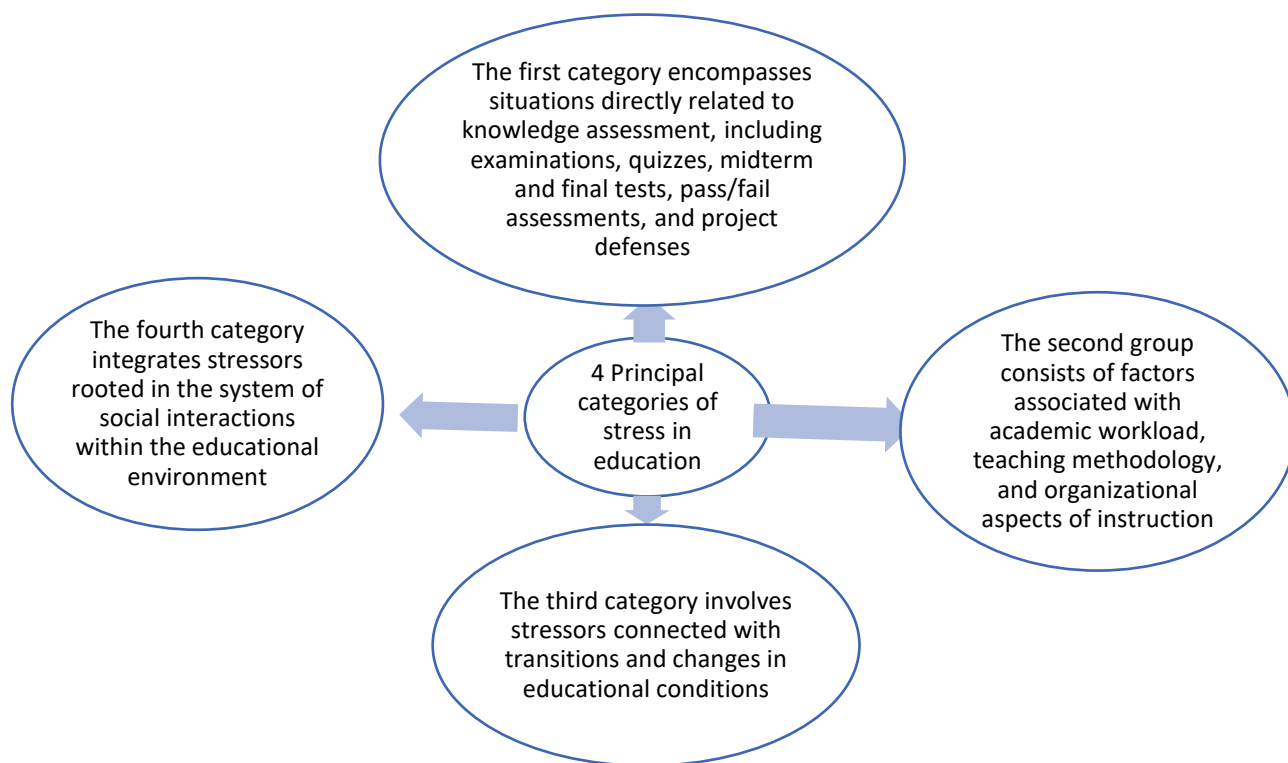 The first category encompasses
situations directly related to
knowledge assessment, including
examinations, quizzes, midterm
and final tests, pass/fail
assessments, and project
defenses
The fourth category
integrates stressors
rooted in the system of
social interactions
within the educational
environment
4 Principal
categories of
stress in
education
The second group
consists of factors
associated with
academic workload,
teaching methodology,
and organizational
aspects of instruction
The third category involves
stressors connected with
transitions and changes in
educational conditions